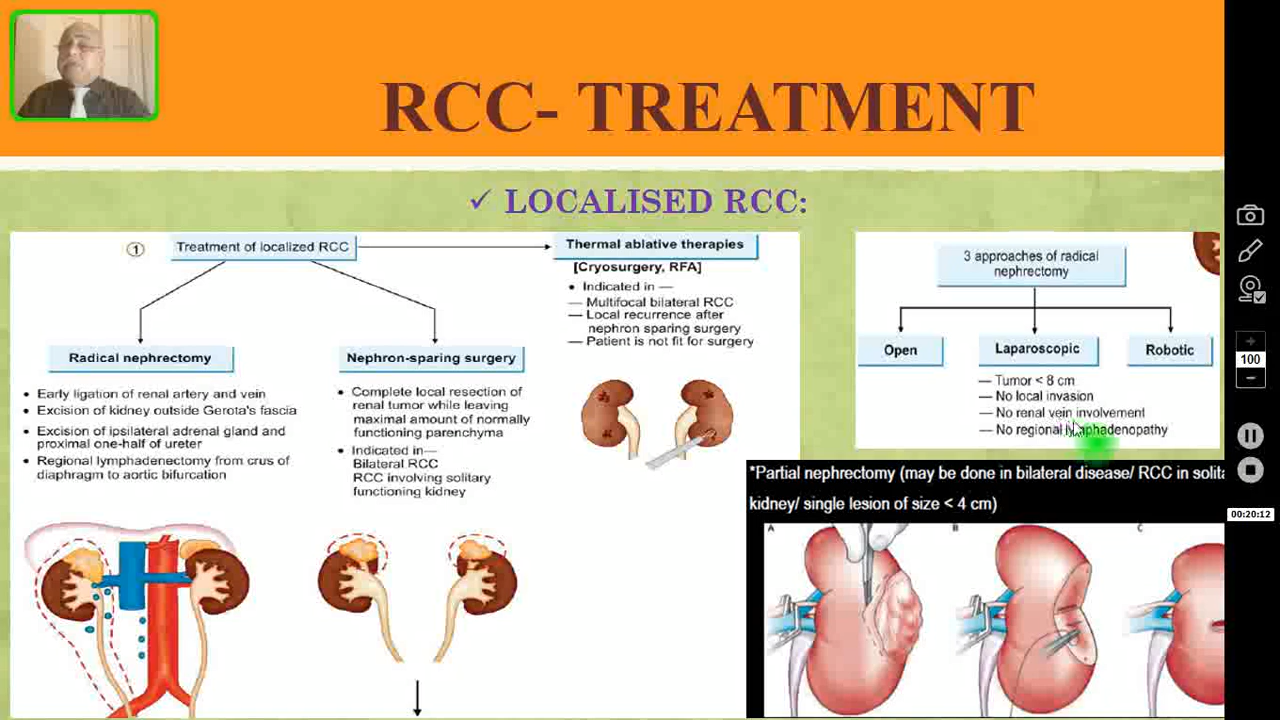 RCC- TREATMENT
✓ LOCALISED RCC:
① Treatment of localized RCC
Thermal ablative therapies
[Cryosurgery, RFA]
• Indicated in —
— Multifocal bilateral RCC
— Local recurrence after
nephron sparing surgery
— Patient is not fit for surgery
Radical nephrectomy
• Early ligation of renal artery and vein
• Excision of kidney outside Gerota's fascia
• Excision of ipsilateral adrenal gland and
proximal one-half of ureter
• Regional lymphadenectomy from crus of
diaphragm to aortic bifurcation
Nephron-sparing surgery
• Complete local resection of
renal tumor while leaving
maximal amount of normally
functioning parenchyma
• Indicated in—
Bilateral RCC
RCC involving solitary
functioning kidney
3 approaches of radical
nephrectomy
Open
Laparoscopic
Robotic
— Tumor < 8 cm
— No local invasion
— No renal vein involvement
— No regional lymphadenopathy
*Partial nephrectomy (may be done in bilateral disease/ RCC in solita
kidney/ single lesion of size < 4 cm)
A
B
C
100
00:20:12